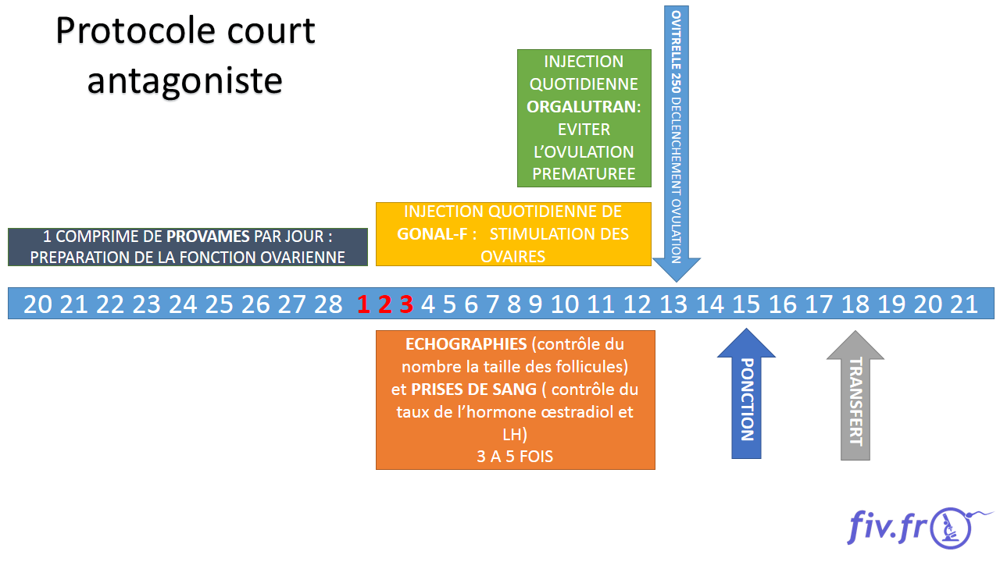 Protocole court
antagoniste
INJECTION
QUOTIDIENNE
ORGALUTRAN:
EVITER
L'OVULATION
PREMATUREE
OVITRELLE 250 DECLENCHEMENT OVULATION
INJECTION QUOTIDIENNE DE
GONAL-F : STIMULATION DES
OVAIRES
1 COMPRIME DE PROVAMES PAR JOUR :
PREPARATION DE LA FONCTION OVARIENNE
20 21 22 23 24 25 26 27 28 1 2 3 4 5 6 7 8 9 10 11 12 13 14 15 16 17 18 19 20 21
ECHOGRAPHIES (contrôle du
nombre la taille des follicules)
et PRISES DE SANG ( contrôle du
taux de l'hormone œstradiol et
LH)
3 A 5 FOIS
PONCTION
TRANSFERT
fiv.fr